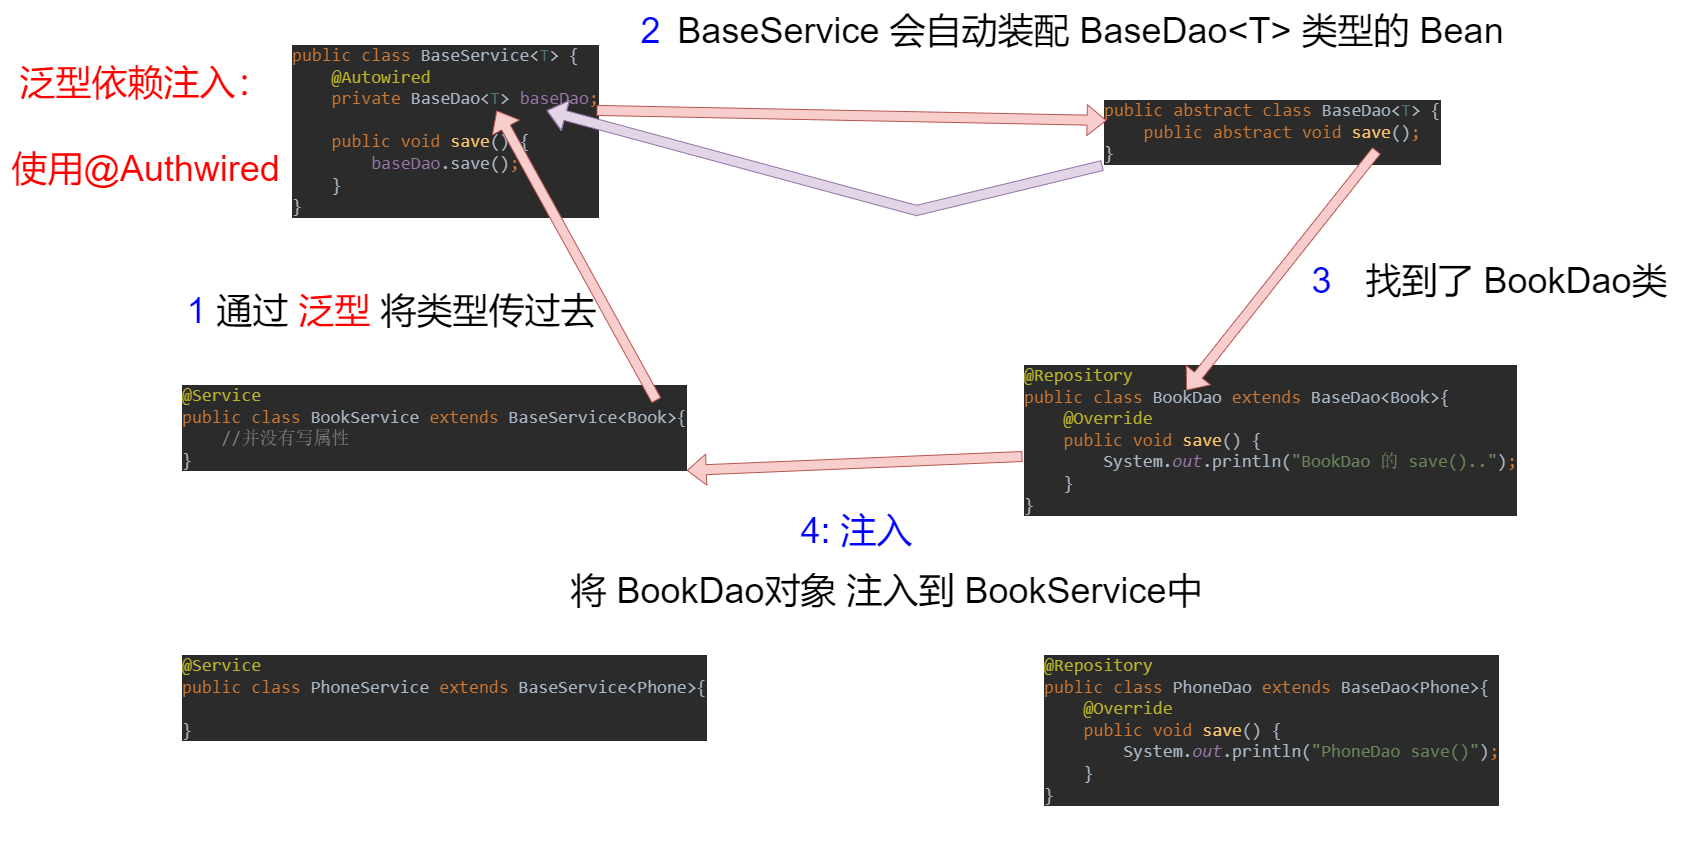 泛型依赖注入：
使用@Authwired
public class BaseService<T> {
    @Autowired
    private BaseDao<T> baseDao;
    public void save() {
        baseDao.save();
    }
}
2 BaseService 会自动装配 BaseDao<T> 类型的 Bean
public abstract class BaseDao<T> {
    public abstract void save();
}
1 通过 泛型 将类型传过去
3 找到了 BookDao类
@Service
public class BookService extends BaseService<Book>{
    //并没有写属性
}
@Repository
public class BookDao extends BaseDao<Book>{
    @Override
    public void save() {
        System.out.println("BookDao 的 save()..");
    }
}
4: 注入
将 BookDao对象 注入到 BookService中
@Service
public class PhoneService extends BaseService<Phone>{
}
@Repository
public class PhoneDao extends BaseDao<Phone>{
    @Override
    public void save() {
        System.out.println("PhoneDao save()");
    }
}